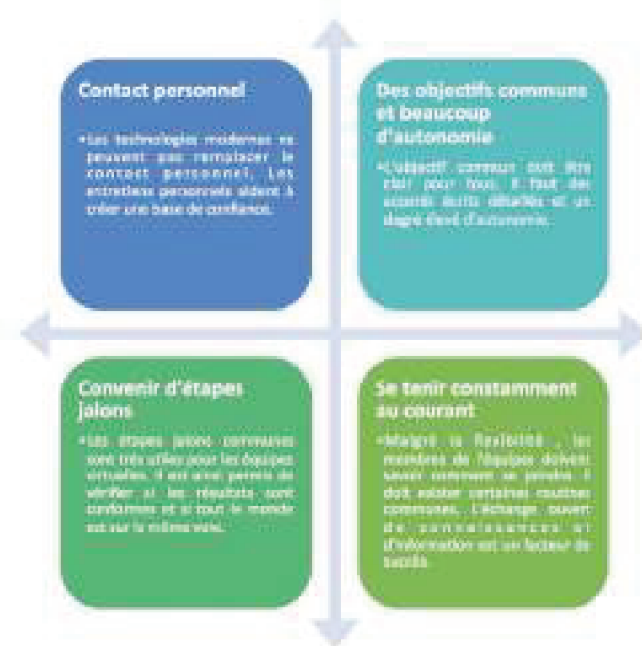 Contact personnel
•Les technologies modernes ne
peuvent pas remplacer le
contact personnel. Les
entretiens personnels aident à
créer une base de confiance.
Des objectifs communs
et beaucoup
d'autonomie
•L'objectif commun doit être
clair pour tous. Il faut des
accords écrits détaillés et un
degré élevé d'autonomie.
Convenir d'étapes
jalons
•Les étapes jalons communes
sont très utiles pour les équipes
virtuelles. Il est ainsi permis de
vérifier si les résultats sont
conformes et si tout le monde
est sur la même voie.
Se tenir constamment
au courant
•Malgré la flexibilité , les
membres de l'équipe doivent
savoir comment se joindre. Il
doit exister certaines routines
communes. L'échange ouvert
de connaissances et
d'information est un facteur de
succès.